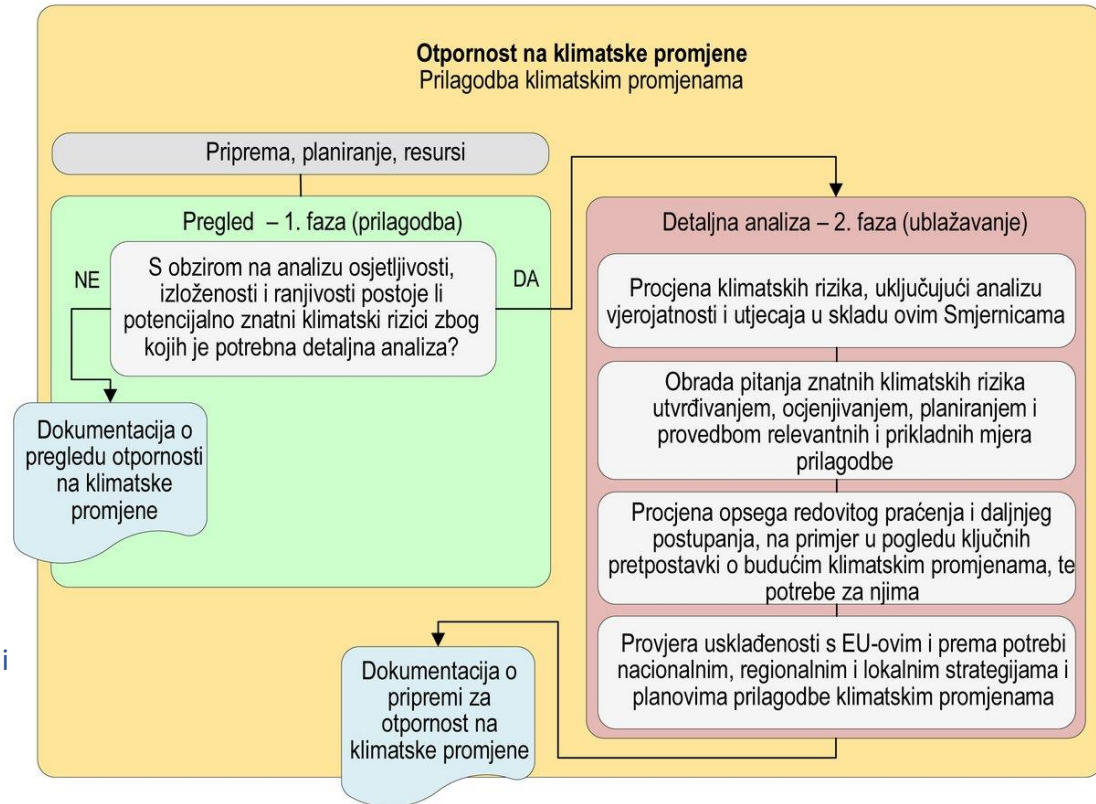 Otpornost na klimatske promjene
Prilagodba klimatskim promjenama
Priprema, planiranje, resursi
Pregled – 1. faza (prilagodba)
NE
S obzirom na analizu osjetljivosti,
izloženosti i ranjivosti postoje li
potencijalno znatni klimatski rizici zbog
kojih je potrebna detaljna analiza?
DA
Dokumentacija o
pregledu otpornosti
na klimatske
promjene
Detaljna analiza – 2. faza (ublažavanje)
Procjena klimatskih rizika, uključujući analizu
vjerojatnosti i utjecaja u skladu ovim Smjernicama
Obrada pitanja znatnih klimatskih rizika
utvrđivanjem, ocjenjivanjem, planiranjem i
provedbom relevantnih i prikladnih mjera
prilagodbe
Procjena opsega redovitog praćenja i daljnjeg
postupanja, na primjer u pogledu ključnih
pretpostavki o budućim klimatskim promjenama, te
potrebe za njima
Provjera usklađenosti s EU-ovim i prema potrebi
nacionalnim, regionalnim i lokalnim strategijama i
planovima prilagodbe klimatskim promjenama
i
Dokumentacija o
pripremi za
otpornost na
klimatske promjene